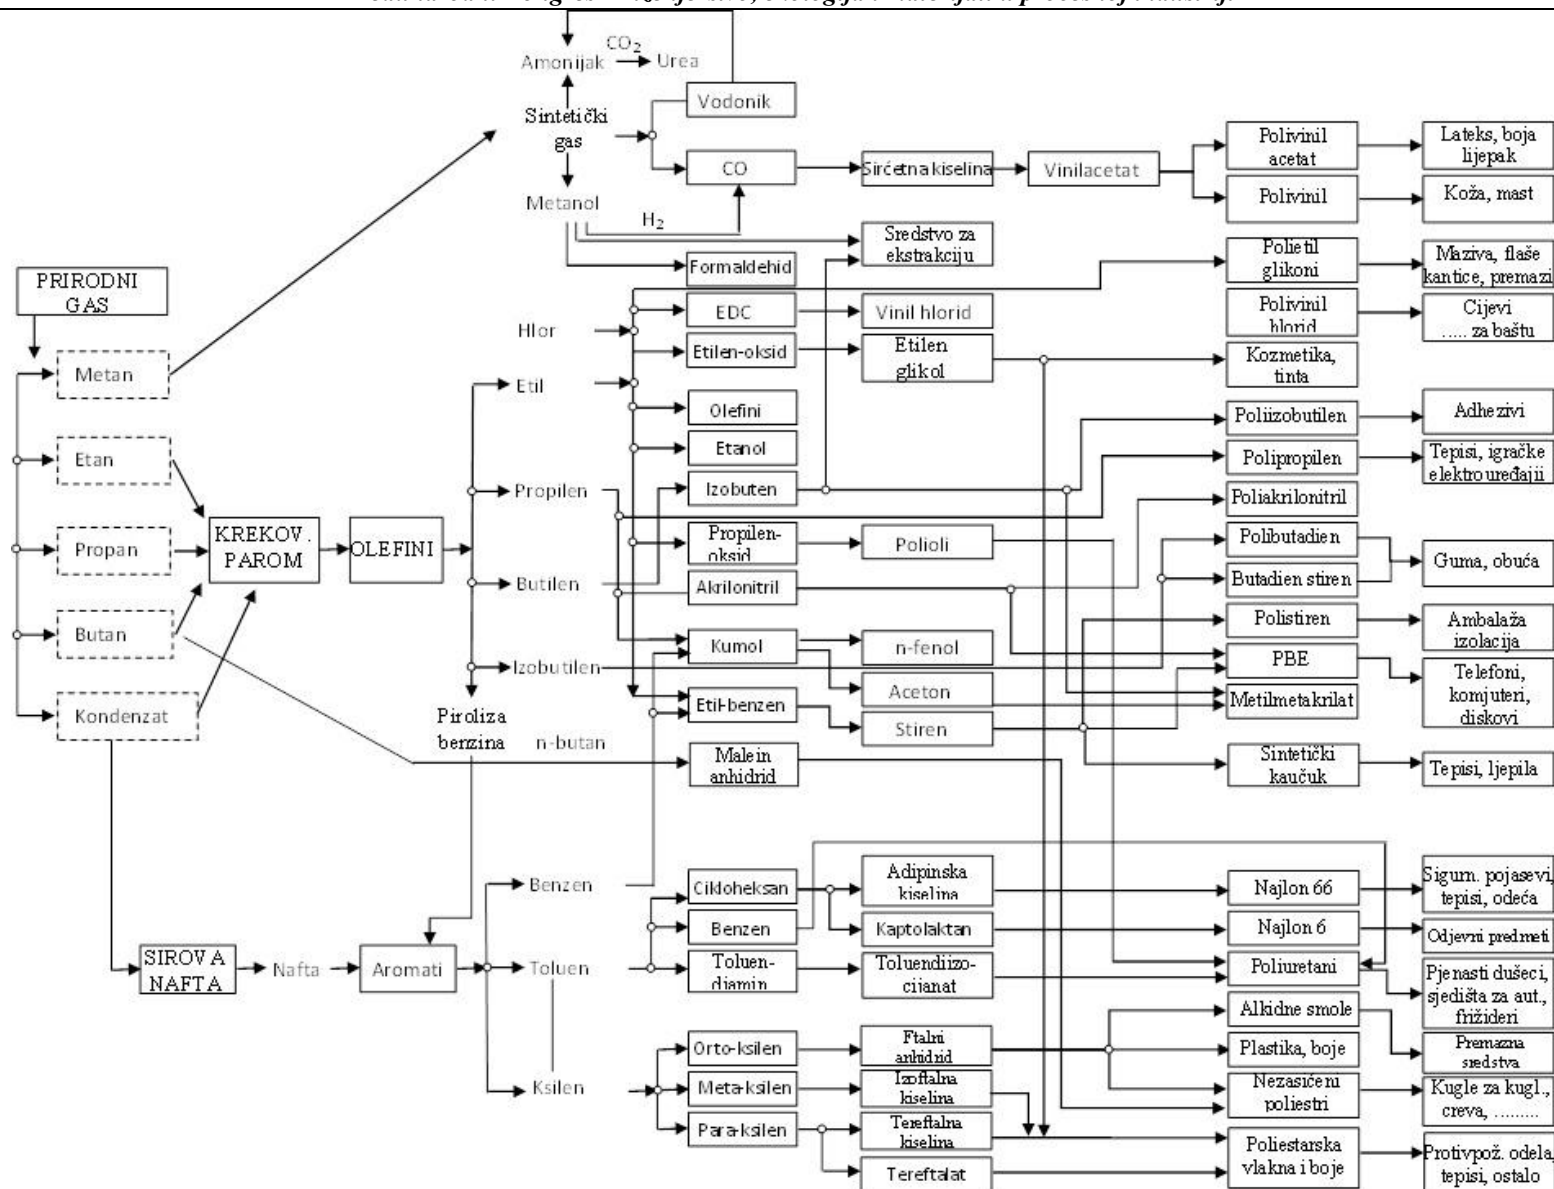 CO2
Amonijak
Urea
Vodonik
Sintetički
gas
CO
Sirćetna kiselina
Vinilacetat
Polivinil
acetat
Lateks, boja
lijepak
Metanol
H2
Polivinil
Koža, mast
Sredstvo za
ekstrakciju
Formaldehid
Polietil
glikoni
Maziva, flaše
kantice, premazi
PRIRODNI
GAS
Hlor
EDC
Vinil hlorid
Polivinil
hlorid
Cijevi
..... za baštu
Metan
Etil
Etilen-oksid
Etilen
glikol
Kozmetika,
tinta
Olefini
Poliizobutilen
Adhezivi
Etan
Etanol
Polipropilen
Tepisi, igračke
elektrouređajii
Propilen
Izobuten
Poliakrilonitril
Propan
KREKOV.
PAROM
OLEFINI
Propilen-
oksid
Polioli
Polibutadien
Guma, obuća
Butilen
Akrilonitril
Butadien stiren
Butan
Kumol
n-fenol
Polistiren
Ambalaža
izolacija
Izobutilen
PBE
Telefoni,
komjuteri,
diskovi
Aceton
Metilmetakrilat
Kondenzat
Piroliza
benzina
n-butan
Etil-benzen
Stiren
Malein
anhidrid
Sintetički
kaučuk
Tepisi, ljepila
Benzen
Cikloheksan
Adipinska
kiselina
Najlon 66
Sigurn. pojasevi,
tepisi, odeća
Benzen
Kaptolaktan
Najlon 6
Odjevni predmeti
SIROVA
NAFTA
Nafta
Aromati
Toluen
Toluen-
diamin
Toluendiizo-
cijanat
Poliuretani
Pjenasti dušeci,
sjedišta za aut.,
frižideri
Alkidne smole
Orto-ksilen
Ftalni
anhidrid
Plastika, boje
Premazna
sredstva
Ksilen
Meta-ksilen
Izoftalna
kiselina
Nezasićeni
poliestri
Kugle za kugl.,
creva, .........
Para-ksilen
Tereftalna
kiselina
Poliestarska
vlakna i boje
Protivpož. odela,
tepisi, ostalo
Tereftalat